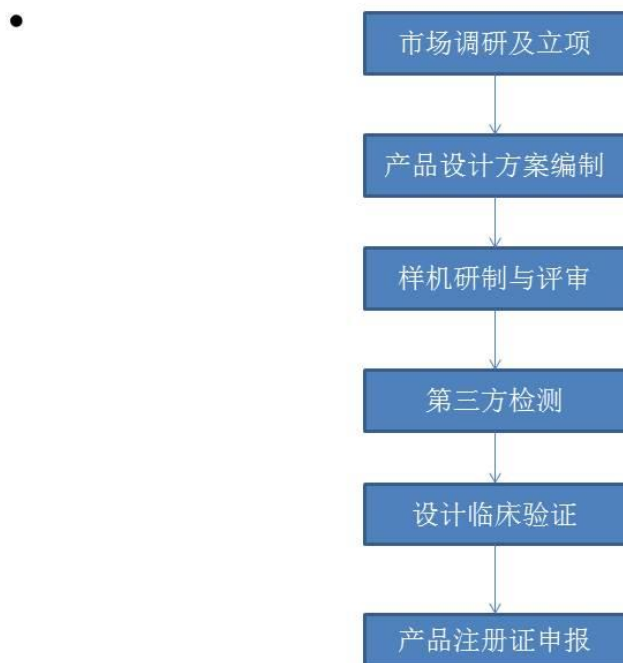 市场调研及立项
产品设计方案编制
样机研制与评审
第三方检测
设计临床验证
产品注册证申报